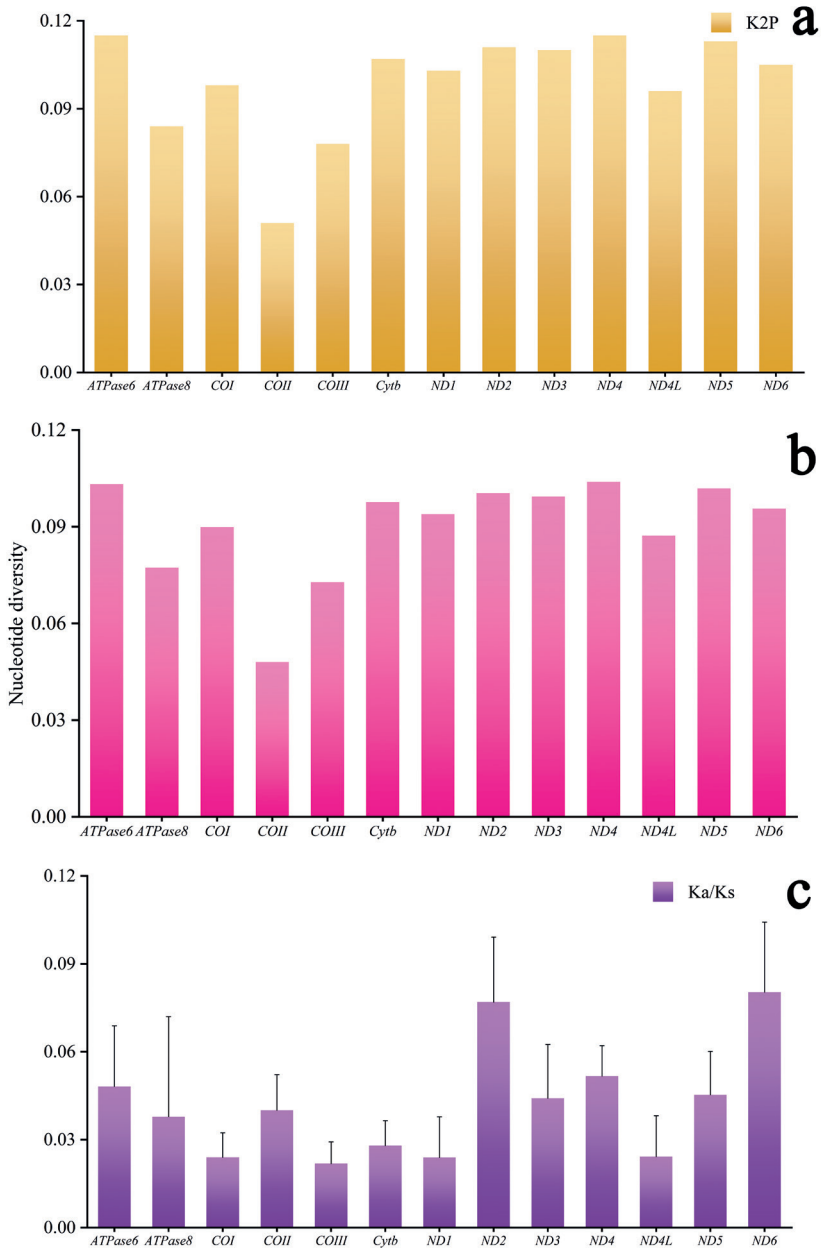 a
K2P
0.12
0.09
0.06
0.03
0.00
ATPase6 ATPase8 COI COII COIII Cytb ND1 ND2 ND3 ND4 ND4L ND5 ND6
b
Nucleotide diversity
0.12
0.09
0.06
0.03
0.00
ATPase6 ATPase8 COI COII COIII Cytb ND1 ND2 ND3 ND4 ND4L ND5 ND6
c
Ka/Ks
0.12
0.09
0.06
0.03
0.00
ATPase6 ATPase8 COI COII COIII Cytb ND1 ND2 ND3 ND4 ND4L ND5 ND6